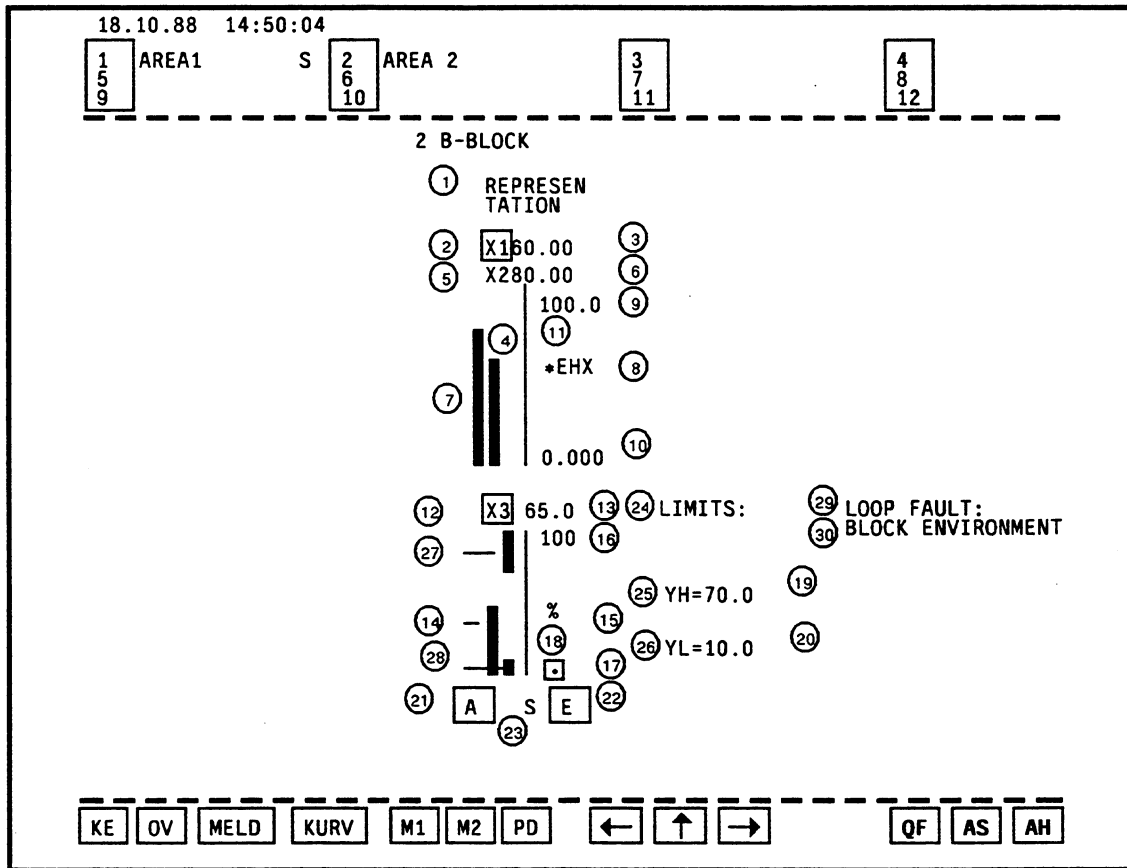 18.10.88 14:50:04
1 AREA1 S 2 AREA 2 3 4
5 6 7 8
9 10 11 12
2 B-BLOCK
1 REPRESEN
TATION
2 X160.00 3
5 X280.00 6
100.0 9
4 11
*EHX 8
7
0.000 10
12 X3 65.0 13 24 LIMITS: 29 LOOP FAULT:
27 100 16 30 BLOCK ENVIRONMENT
25 YH=70.0 19
14 % 15
28 18 26 YL=10.0 20
. 17
21 A S E 22
23
KE OV MELD KURV M1 M2 PD ← ↑ → QF AS AH